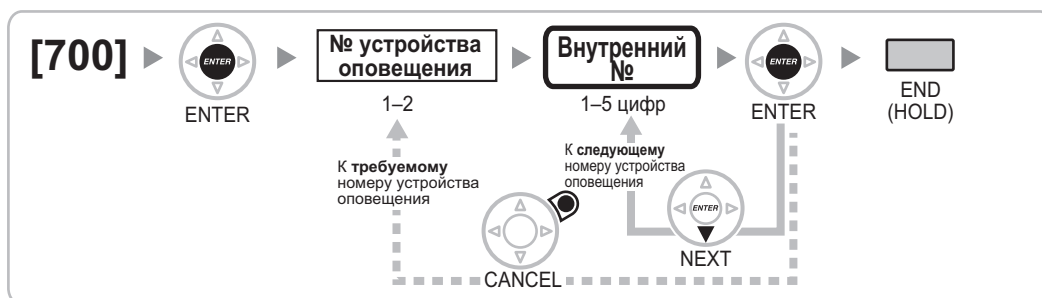 [700]
ENTER
ENTER
№ устройства
оповещения
1–2
Внутренний
№
1–5 цифр
ENTER
ENTER
END
(HOLD)
К требуемому
номеру устройства
оповещения
К следующему
номеру устройства
оповещения
CANCEL
ENTER
NEXT